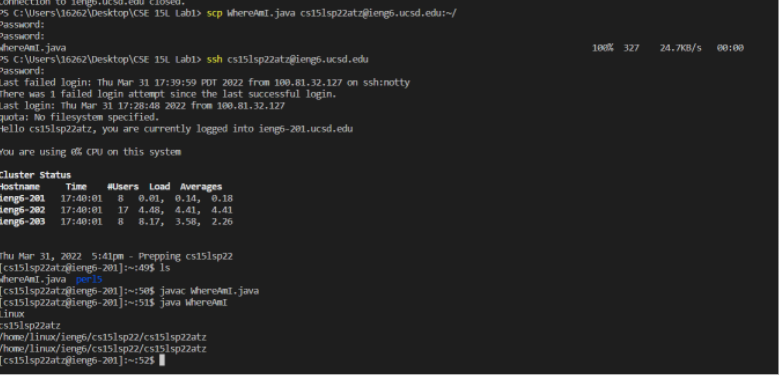 Connection to ieng6.ucsd.edu closed.
PS C:\Users\16262\Desktop\CSE 15L Lab1> scp WhereAmI.java cs15lsp22atz@ieng6.ucsd.edu:~/
Password:
Password:
WhereAmI.java 100% 327 24.7KB/s 00:00
PS C:\Users\16262\Desktop\CSE 15L Lab1> ssh cs15lsp22atz@ieng6.ucsd.edu
Password:
Last failed login: Thu Mar 31 17:39:59 PDT 2022 from 100.81.32.127 on ssh:notty
There was 1 failed login attempt since the last successful login.
Last login: Thu Mar 31 17:28:48 2022 from 100.81.32.127
quota: No filesystem specified.
Hello cs15lsp22atz, you are currently logged into ieng6-201.ucsd.edu
You are using 0% CPU on this system
Cluster Status
Hostname Time #Users Load Averages
ieng6-201 17:40:01 8 0.01, 0.14, 0.18
ieng6-202 17:40:01 17 4.48, 4.41, 4.41
ieng6-203 17:40:01 8 8.17, 3.58, 2.26
Thu Mar 31, 2022 5:41pm - Prepping cs15lsp22
[cs15lsp22atz@ieng6-201]:~:49$ ls
WhereAmI.java perl5
[cs15lsp22atz@ieng6-201]:~:50$ javac WhereAmI.java
[cs15lsp22atz@ieng6-201]:~:51$ java WhereAmI
Linux
cs15lsp22atz
/home/linux/ieng6/cs15lsp22/cs15lsp22atz
/home/linux/ieng6/cs15lsp22/cs15lsp22atz
[cs15lsp22atz@ieng6-201]:~:52$